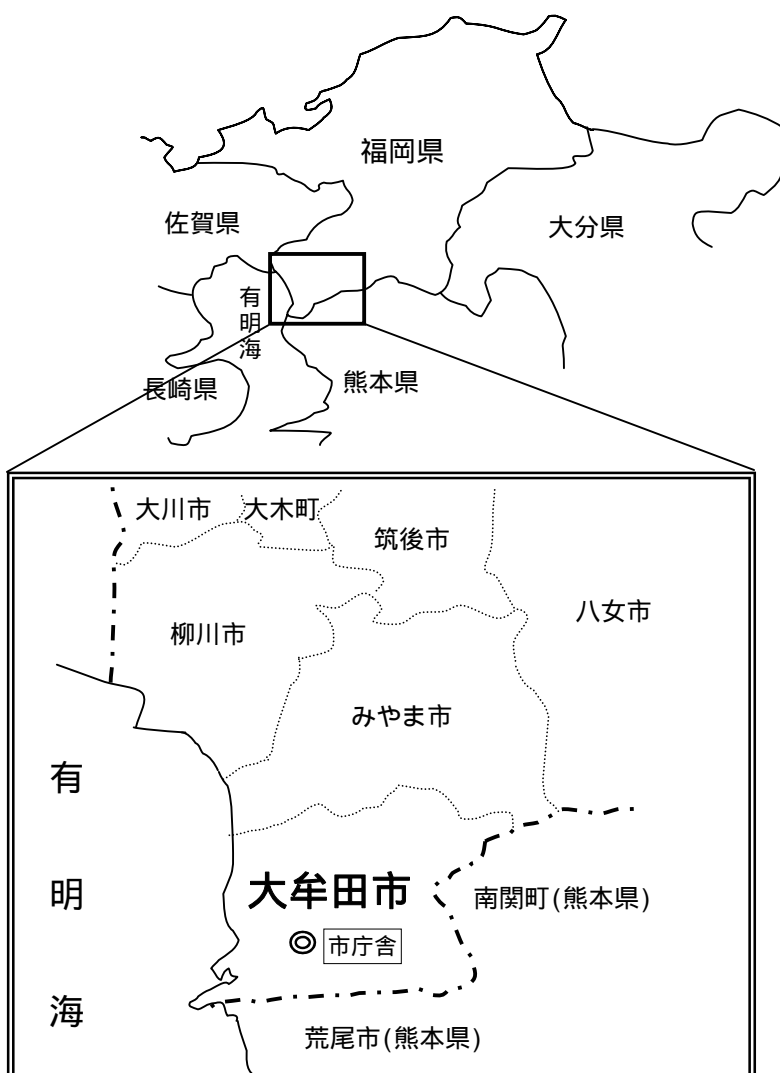 福岡県
佐賀県
大分県
有明海
長崎県
熊本県
大川市
大木町
筑後市
八女市
柳川市
みやま市
有明海
大牟田市
南関町(熊本県)
市庁舎
荒尾市(熊本県)